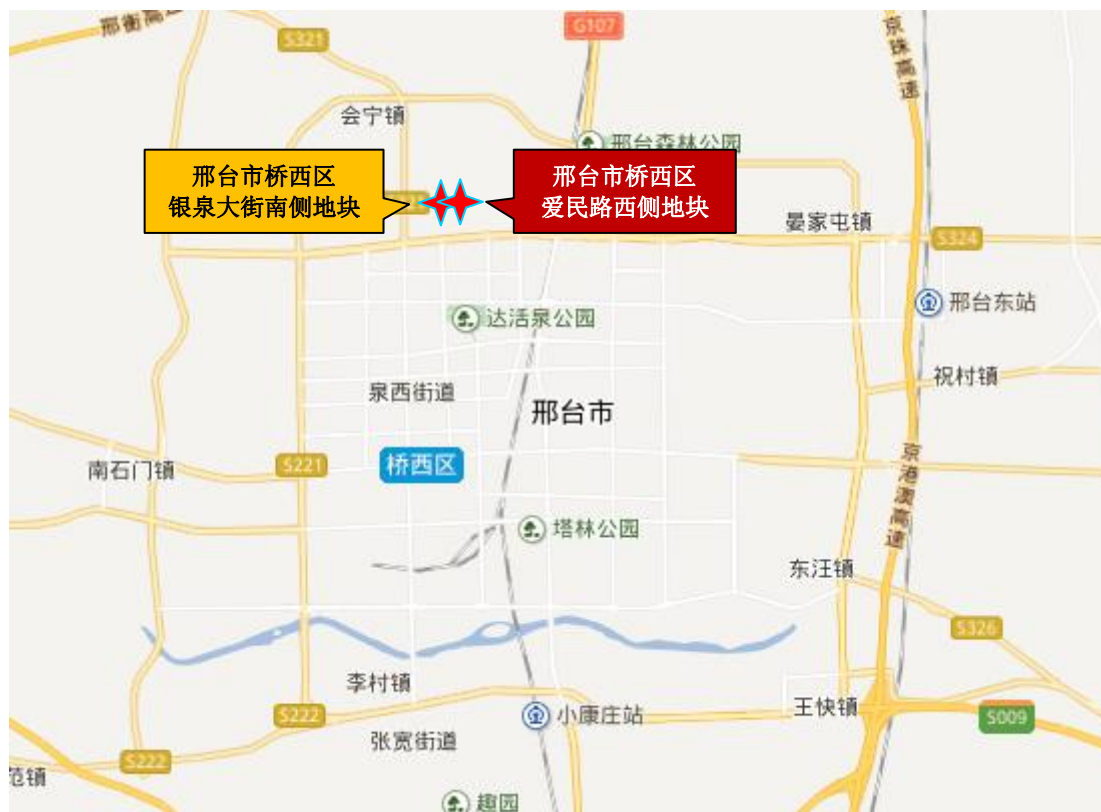 邢衡高
S321
G107
京珠高速
会宁镇
邢台森林公园
邢台市桥西区
银泉大街南侧地块
邢台市桥西区
爱民路西侧地块
晏家屯镇
S324
邢台东站
达活泉公园
祝村镇
泉西街道
邢台市
南石门镇
S221
桥西区
京港澳高速
塔林公园
东汪镇
S326
李村镇
S222
小康庄站
王快镇
S009
张宽街道
S222
范镇
趣园